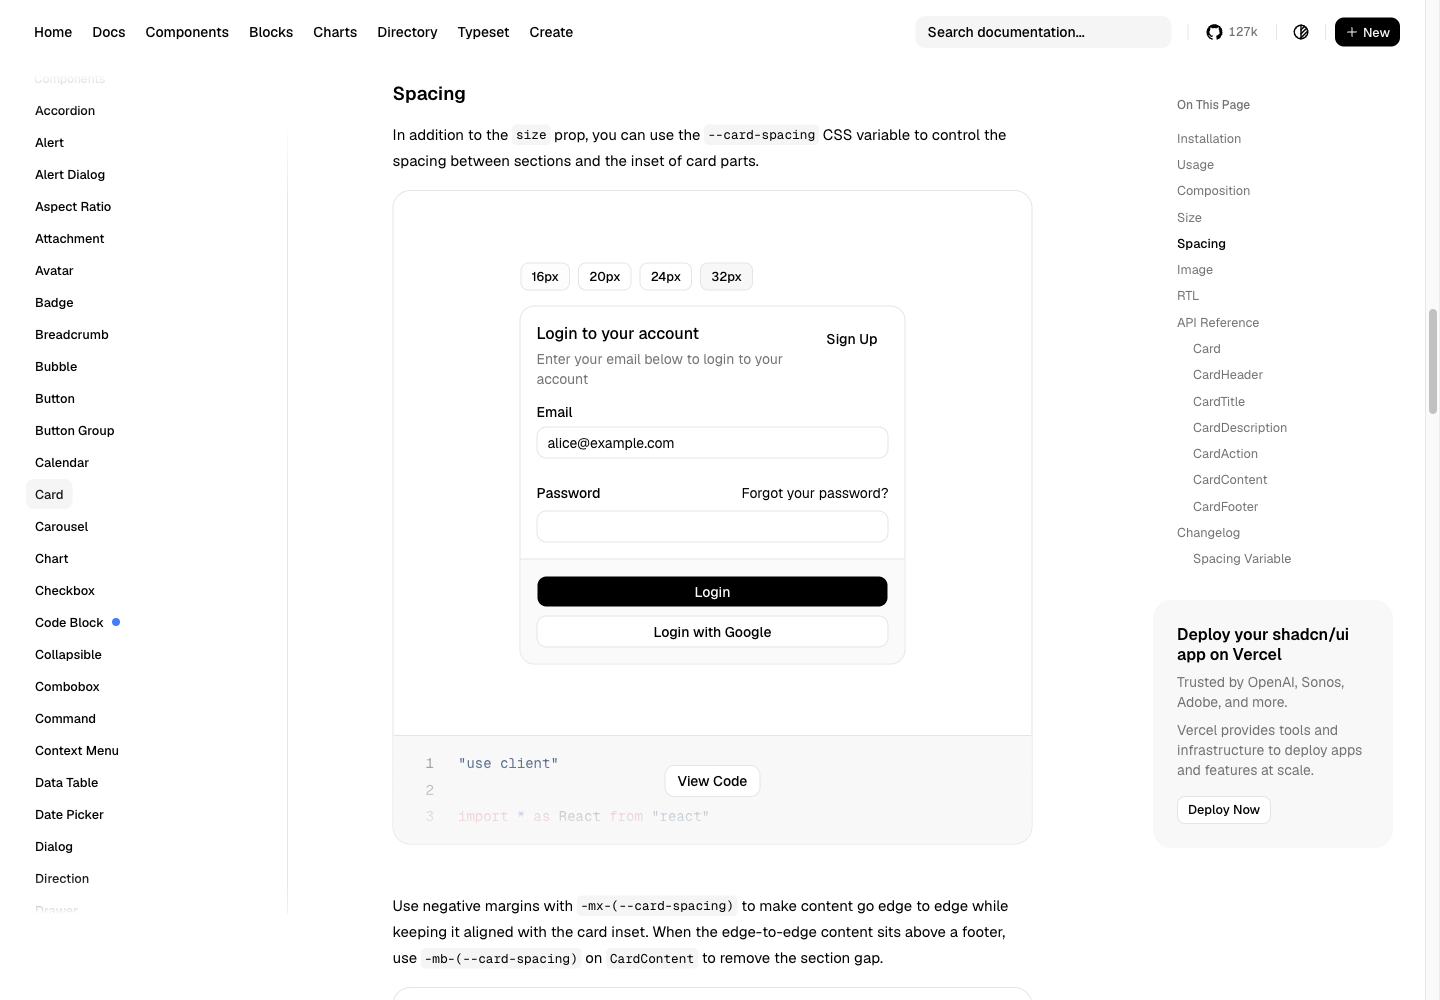 Home Docs Components Blocks Charts Directory Typeset Create
Search documentation...
127k
New
Components
Accordion
Alert
Alert Dialog
Aspect Ratio
Attachment
Avatar
Badge
Breadcrumb
Bubble
Button
Button Group
Calendar
Card
Carousel
Chart
Checkbox
Code Block
Collapsible
Combobox
Command
Context Menu
Data Table
Date Picker
Dialog
Direction
Drawer
Spacing
In addition to the size prop, you can use the --card-spacing CSS variable to control the
spacing between sections and the inset of card parts.
16px 20px 24px 32px
Login to your account
Sign Up
Enter your email below to login to your
account
Email
alice@example.com
Password
Forgot your password?
Login
Login with Google
1 "use client"
2
View Code
3 import * as React from "react"
Use negative margins with -mx-(--card-spacing) to make content go edge to edge while
keeping it aligned with the card inset. When the edge-to-edge content sits above a footer,
use -mb-(--card-spacing) on CardContent to remove the section gap.
On This Page
Installation
Usage
Composition
Size
Spacing
Image
RTL
API Reference
Card
CardHeader
CardTitle
CardDescription
CardAction
CardContent
CardFooter
Changelog
Spacing Variable
Deploy your shadcn/ui
app on Vercel
Trusted by OpenAI, Sonos,
Adobe, and more.
Vercel provides tools and
infrastructure to deploy apps
and features at scale.
Deploy Now